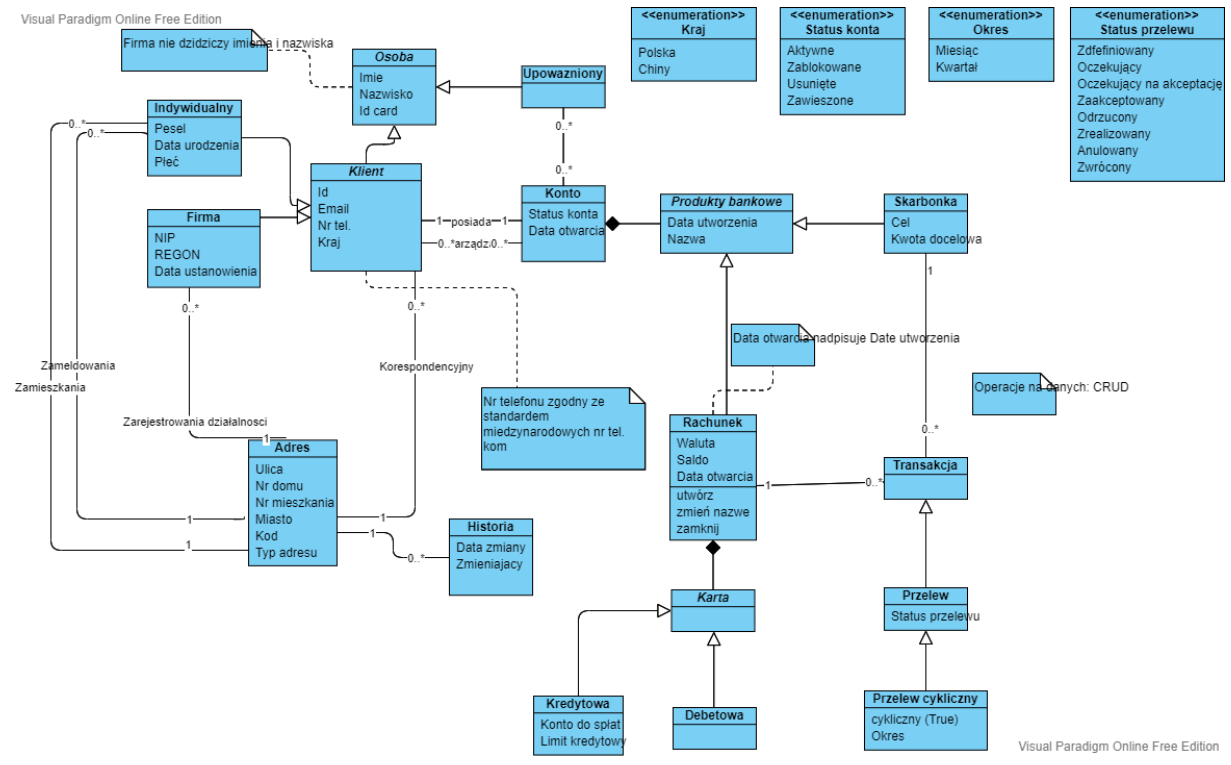 Visual Paradigm Online Free Edition
Firma nie dzidziczy imienia i nazwiska
Osoba
Imie
Nazwisko
Id card
Upowazniony
<<enumeration>>
Kraj
Polska
Chiny
<<enumeration>>
Status konta
Aktywne
Zablokowane
Usunięte
Zawieszone
<<enumeration>>
Okres
Miesiąc
Kwartał
<<enumeration>>
Status przelewu
Zdfefiniowany
Oczekujący
Oczekujący na akceptację
Zaakceptowany
Odrzucony
Zrealizowany
Anulowany
Zwrócony
Indywidualny
Pesel
Data urodzenia
Płeć
0..*
0..*
0..*
0..*
Klient
Id
Email
Nr tel.
Kraj
Firma
NIP
REGON
Data ustanowienia
1
posiada
1
0..*
arządz
0..*
Konto
Status konta
Data otwarcia
Produkty bankowe
Data utworzenia
Nazwa
Skarbonka
Cel
Kwota docelowa
1
0..*
0..*
Data otwarcia nadpisuje Date utworzenia
Zameldowania
Zamieszkania
Korespondencyjny
Operacje na danych: CRUD
Nr telefonu zgodny ze
standardem
miedzynarodowych nr tel.
kom
Zarejestrowania działalnosci
1
Adres
Ulica
Nr domu
Nr mieszkania
Miasto
Kod
Typ adresu
1
1
1
1
0..*
Historia
Data zmiany
Zmieniajacy
Rachunek
Waluta
Saldo
Data otwarcia
utwórz
zmień nazwe
zamknij
1
0..*
0..*
Transakcja
Karta
Przelew
Status przelewu
Kredytowa
Konto do spłat
Limit kredytowy
Debetowa
Przelew cykliczny
cykliczny (True)
Okres
Visual Paradigm Online Free Edition